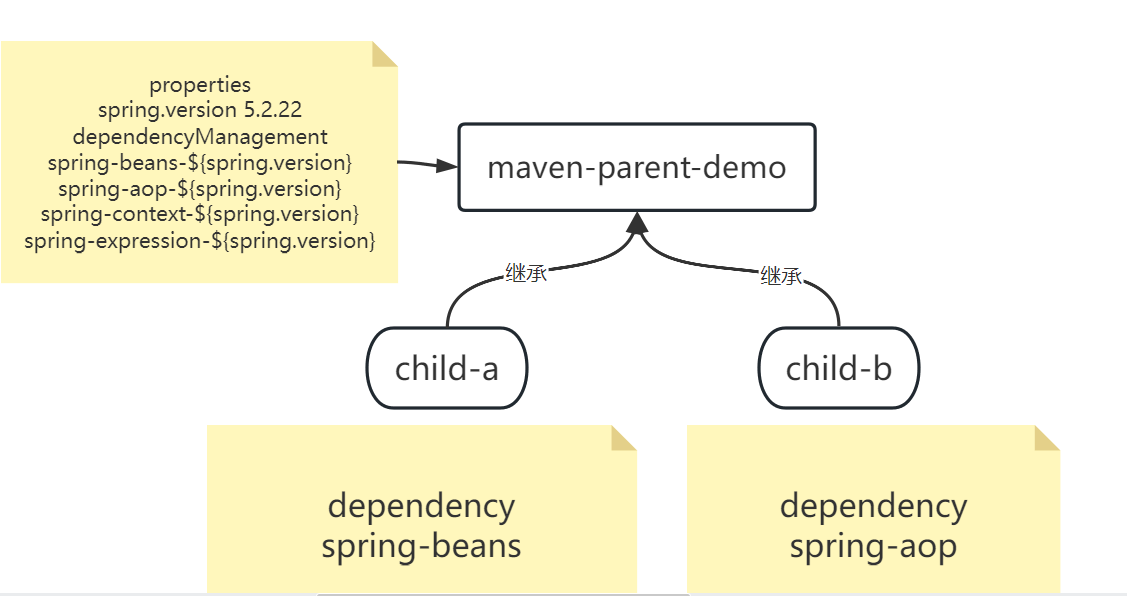 properties
spring.version 5.2.22
dependencyManagement
spring-beans-${spring.version}
spring-aop-${spring.version}
spring-context-${spring.version}
spring-expression-${spring.version}
maven-parent-demo
继承
继承
child-a
child-b
dependency
spring-beans
dependency
spring-aop